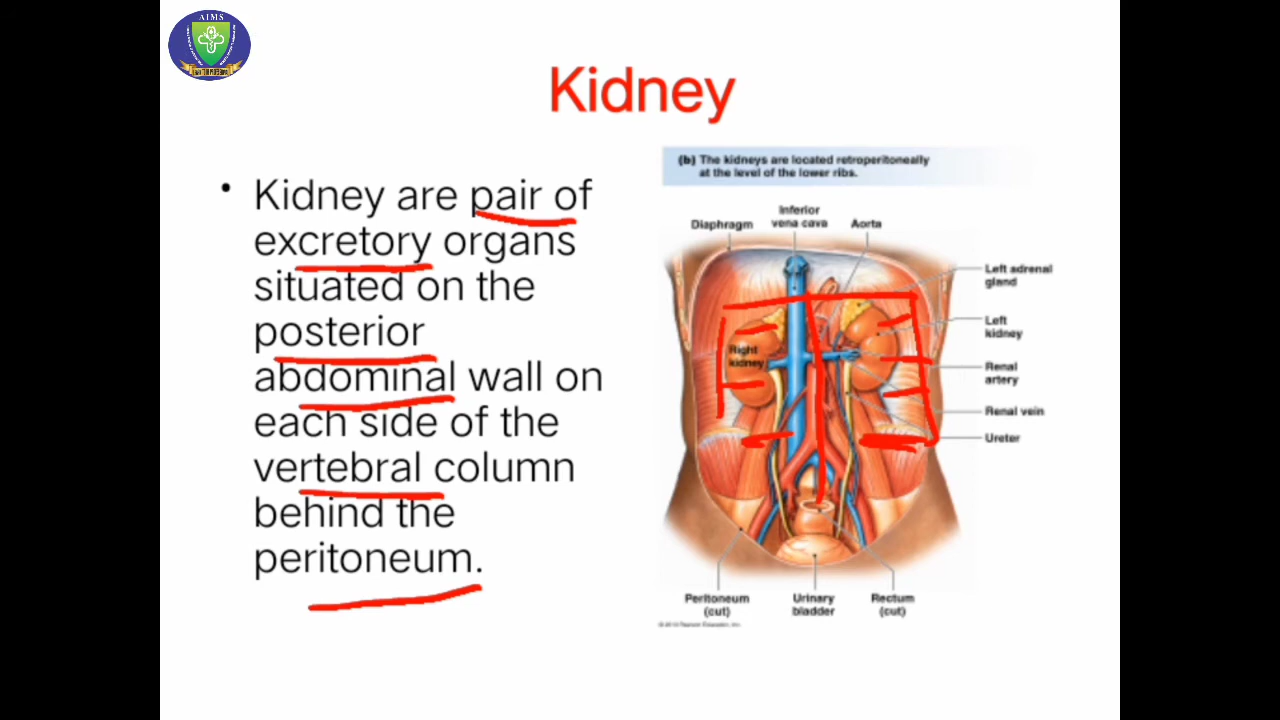 AIMS
Kidney
• Kidney are pair of
excretory organs
situated on the
posterior
abdominal wall on
each side of the
vertebral column
behind the
peritoneum.
(b) The kidneys are located retroperitoneally
at the level of the lower ribs.
Diaphragm
Inferior
vena cava
Aorta
Left adrenal
gland
Left
kidney
Right
kidney
Renal
artery
Renal vein
Ureter
Peritoneum
(cut)
Urinary
bladder
Rectum
(cut)